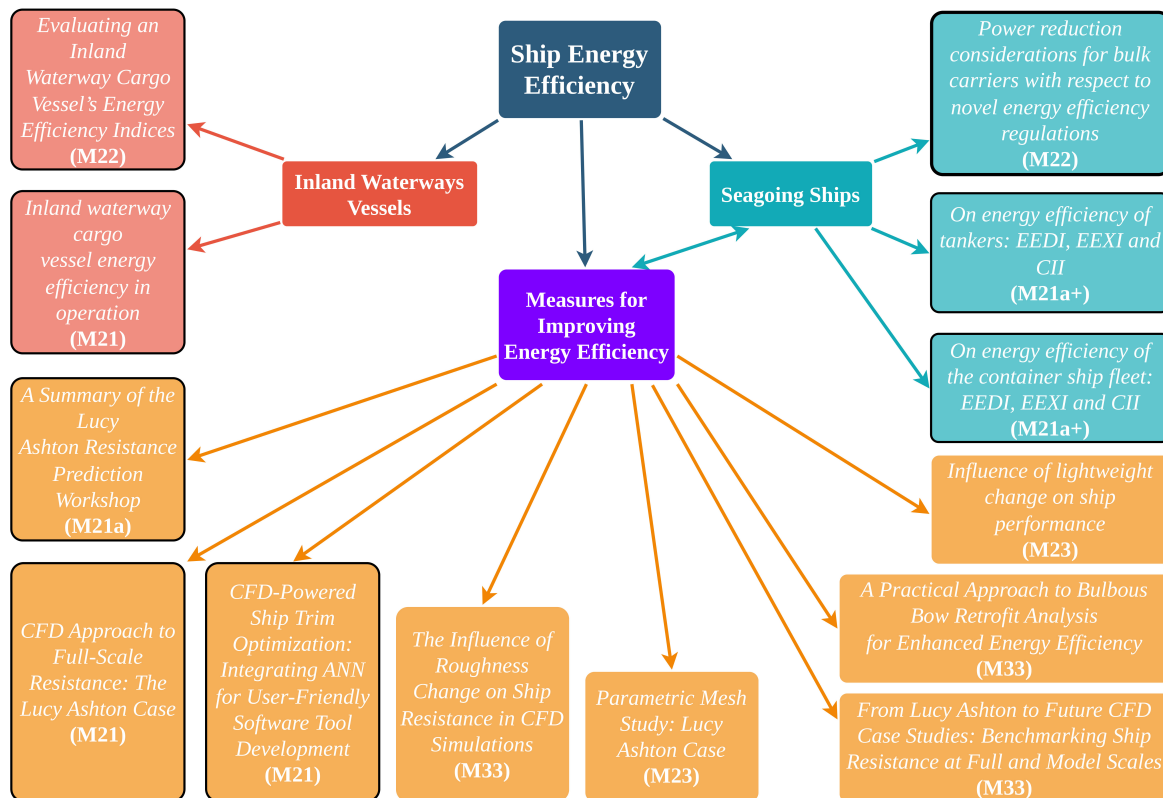 Evaluating an
Inland
Waterway Cargo
Vessel’s Energy
Efficiency Indices
(M22)
Ship Energy
Efficiency
Power reduction
considerations for bulk
carriers with respect to
novel energy efficiency
regulations
(M22)
Inland Waterways
Vessels
Seagoing Ships
Inland waterway
cargo
vessel energy
efficiency in
operation
(M21)
On energy efficiency of
tankers: EEDI, EEXI and
CII
(M21a+)
Measures for
Improving
Energy Efficiency
On energy efficiency of
the container ship fleet:
EEDI, EEXI and CII
(M21a+)
A Summary of the
Lucy
Ashton Resistance
Prediction
Workshop
(M21a)
Influence of lightweight
change on ship
performance
(M23)
CFD Approach to
Full-Scale
Resistance: The
Lucy Ashton Case
(M21)
CFD-Powered
Ship Trim
Optimization:
Integrating ANN
for User-Friendly
Software Tool
Development
(M21)
The Influence of
Roughness
Change on Ship
Resistance in CFD
Simulations
(M33)
Parametric Mesh
Study: Lucy
Ashton Case
(M23)
A Practical Approach to Bulbous
Bow Retrofit Analysis
for Enhanced Energy Efficiency
(M33)
From Lucy Ashton to Future CFD
Case Studies: Benchmarking Ship
Resistance at Full and Model Scales
(M33)